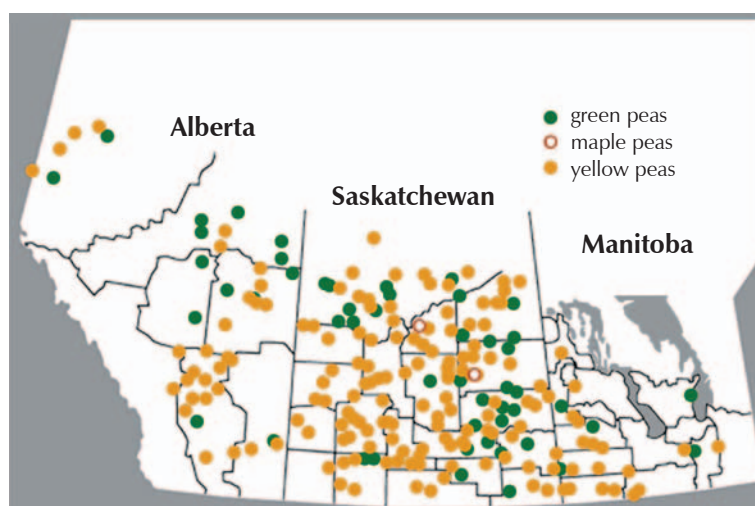 Alberta
green peas
maple peas
yellow peas
Saskatchewan
Manitoba